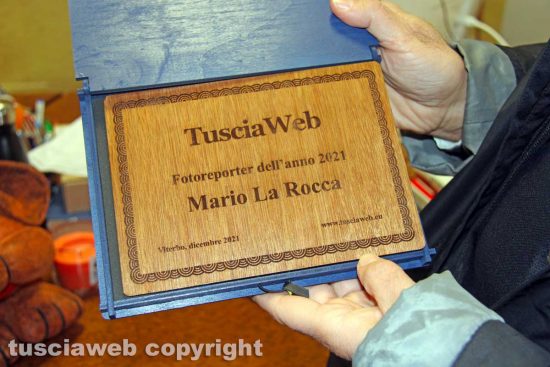 TusciaWeb
Fotoreporter dell'anno 2021
Mario La Rocca
Viterbo, dicembre 2021 www.tusciaweb.eu
tusciaweb copyright